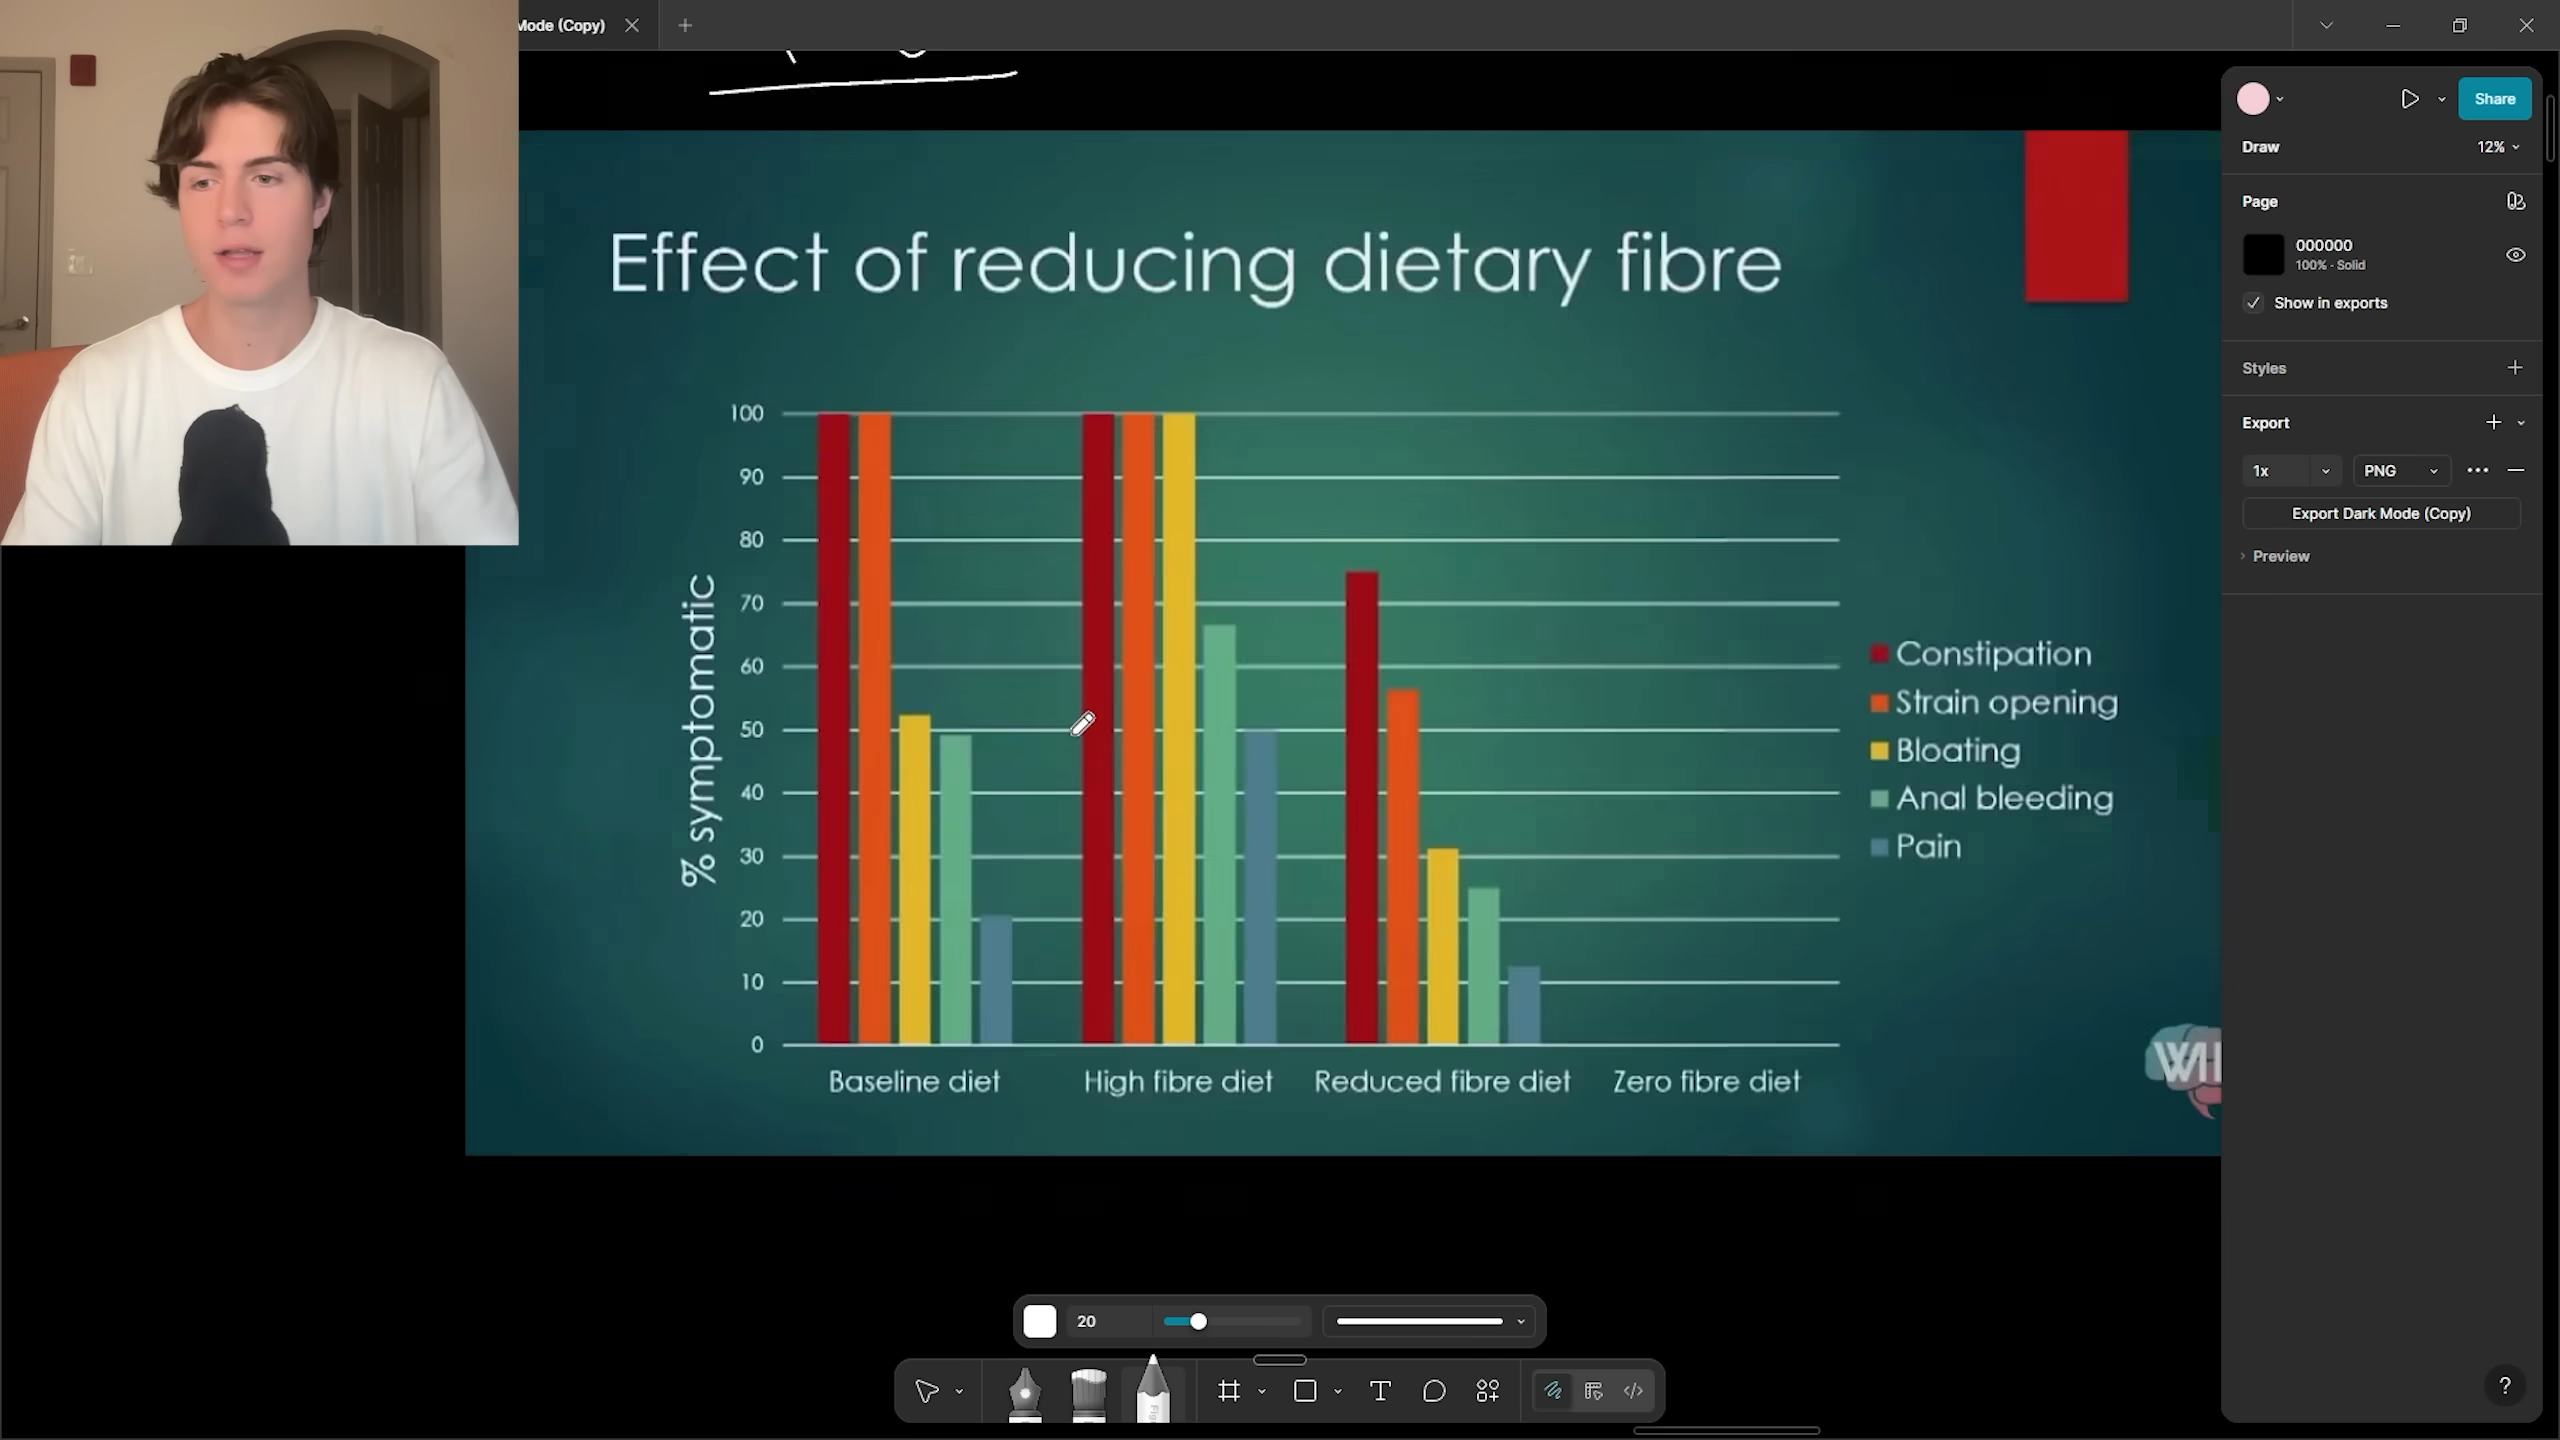 Mode (Copy)
Share
Draw
12%
Page
000000
100% - Solid
Show in exports
Styles
Export
1x
PNG
Export Dark Mode (Copy)
Preview
Effect of reducing dietary fibre
% symptomatic
100
90
80
70
60
50
40
30
20
10
0
Baseline diet
High fibre diet
Reduced fibre diet
Zero fibre diet
Constipation
Strain opening
Bloating
Anal bleeding
Pain
WI
20
?